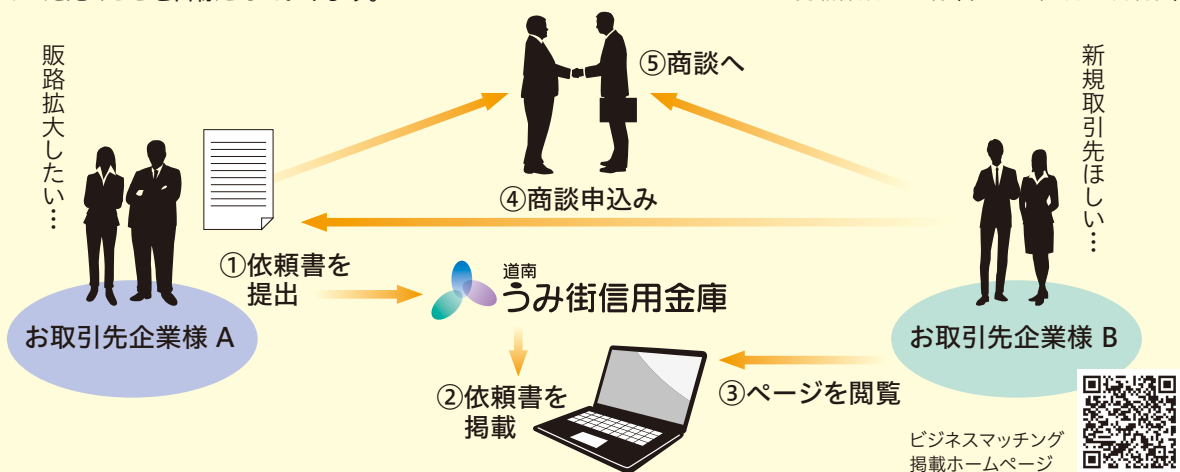 販路拡大したい…
新規取引先ほしい…
⑤商談へ
④商談申込み
①依頼書を
提出
道南
うみ街信用金庫
お取引先企業様 A
お取引先企業様 B
②依頼書を
掲載
③ページを閲覧
ビジネスマッチング
掲載ホームページ